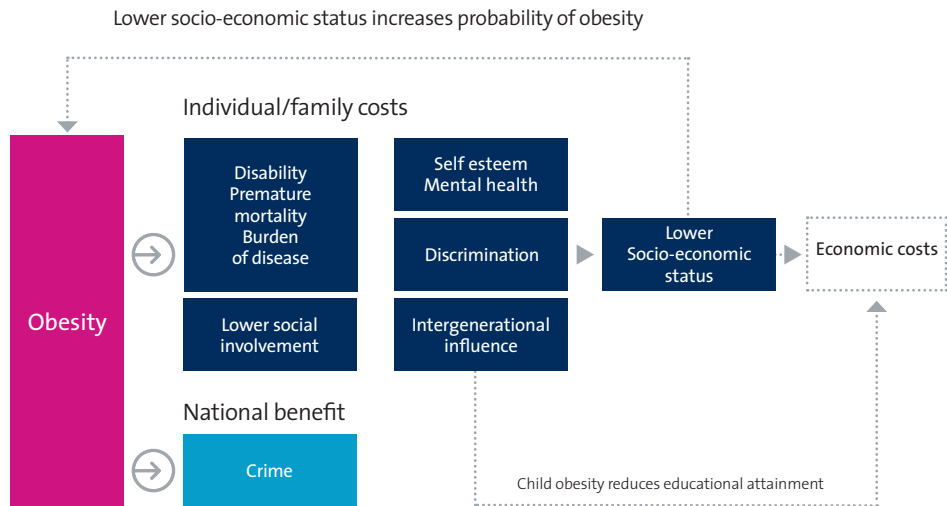 Lower socio-economic status increases probability of obesity
Individual/family costs
Obesity
Disability
Premature
mortality
Burden
of disease
Lower social
involvement
Self esteem
Mental health
Discrimination
Intergenerational
influence
Lower
Socio-economic
status
Economic costs
National benefit
Crime
Child obesity reduces educational attainment